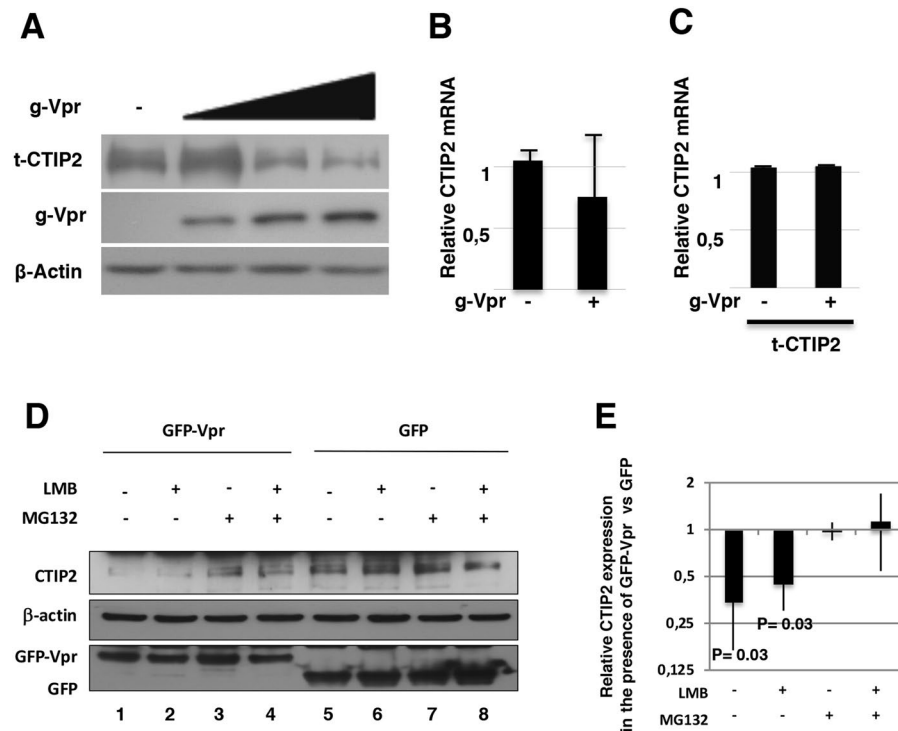 A
g-Vpr -
t-CTIP2
g-Vpr
β-Actin
B
Relative CTIP2 mRNA
1
0,5
g-Vpr - +
C
Relative CTIP2 mRNA
1
0,5
g-Vpr - +
t-CTIP2
D
GFP-Vpr GFP
LMB - + - + - + - +
MG132 - - + + - - + +
CTIP2
β-actin
GFP-Vpr
GFP
1 2 3 4 5 6 7 8
E
Relative CTIP2 expression
in the presence of GFP-Vpr vs GFP
2
1
0,5
0,25
0,125
P= 0.03
P= 0.03
LMB - + - +
MG132 - - + +